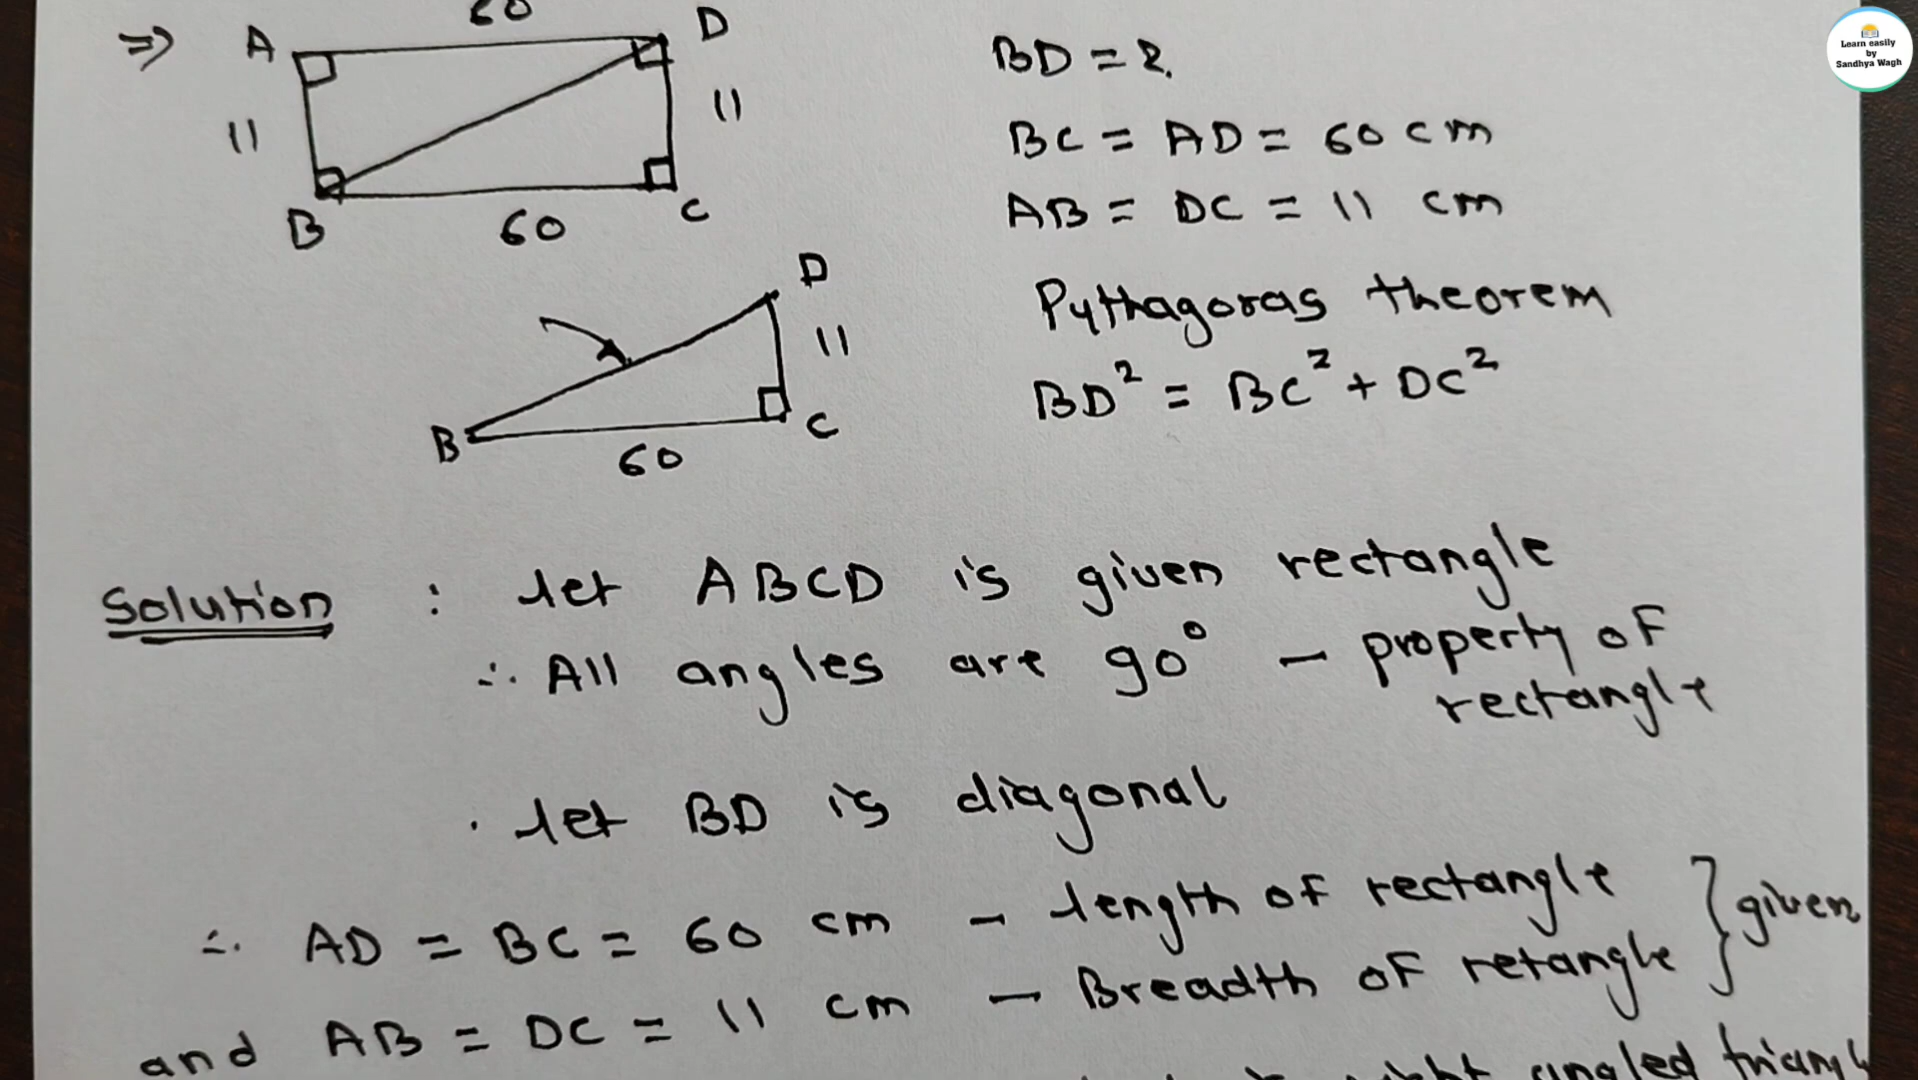 60
⇒ A D
11 11
B 60 C
BD = ?
BC = AD = 60 cm
AB = DC = 11 cm
D
11
B C
60
Pythagoras theorem
BD² = BC² + DC²
Solution : let ABCD is given rectangle
∴ All angles are 90° – property of
rectangle
. let BD is diagonal
∴ AD = BC = 60 cm – length of rectangle } given
and AB = DC = 11 cm – Breadth of retangle
angled
Learn easily
by
Sandhya Wagh